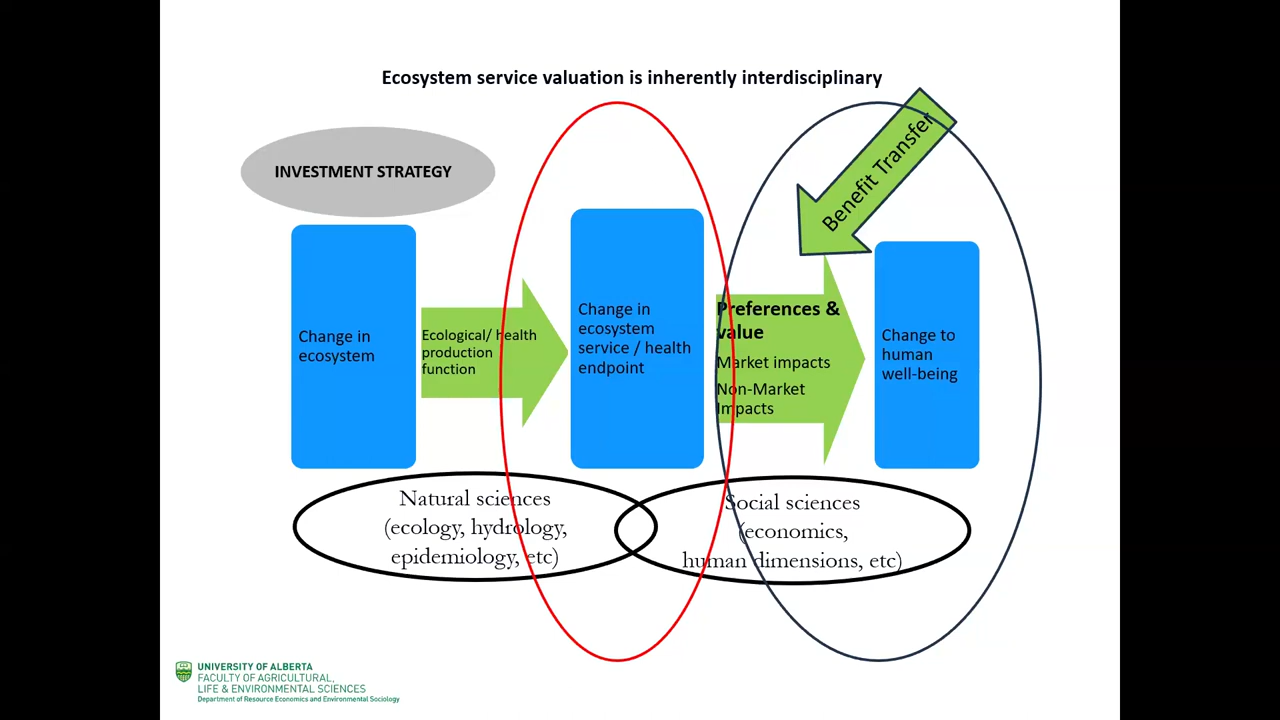 Ecosystem service valuation is inherently interdisciplinary
INVESTMENT STRATEGY
Benefit Transfer
Change in
ecosystem
Ecological/ health
production
function
Change in
ecosystem
service / health
endpoint
Preferences &
value
Market impacts
Non-Market
Impacts
Change to
human
well-being
Natural sciences
(ecology, hydrology,
epidemiology, etc)
Social sciences
(economics,
human dimensions, etc)
UNIVERSITY OF ALBERTA
FACULTY OF AGRICULTURAL,
LIFE & ENVIRONMENTAL SCIENCES
Department of Resource Economics and Environmental Sociology